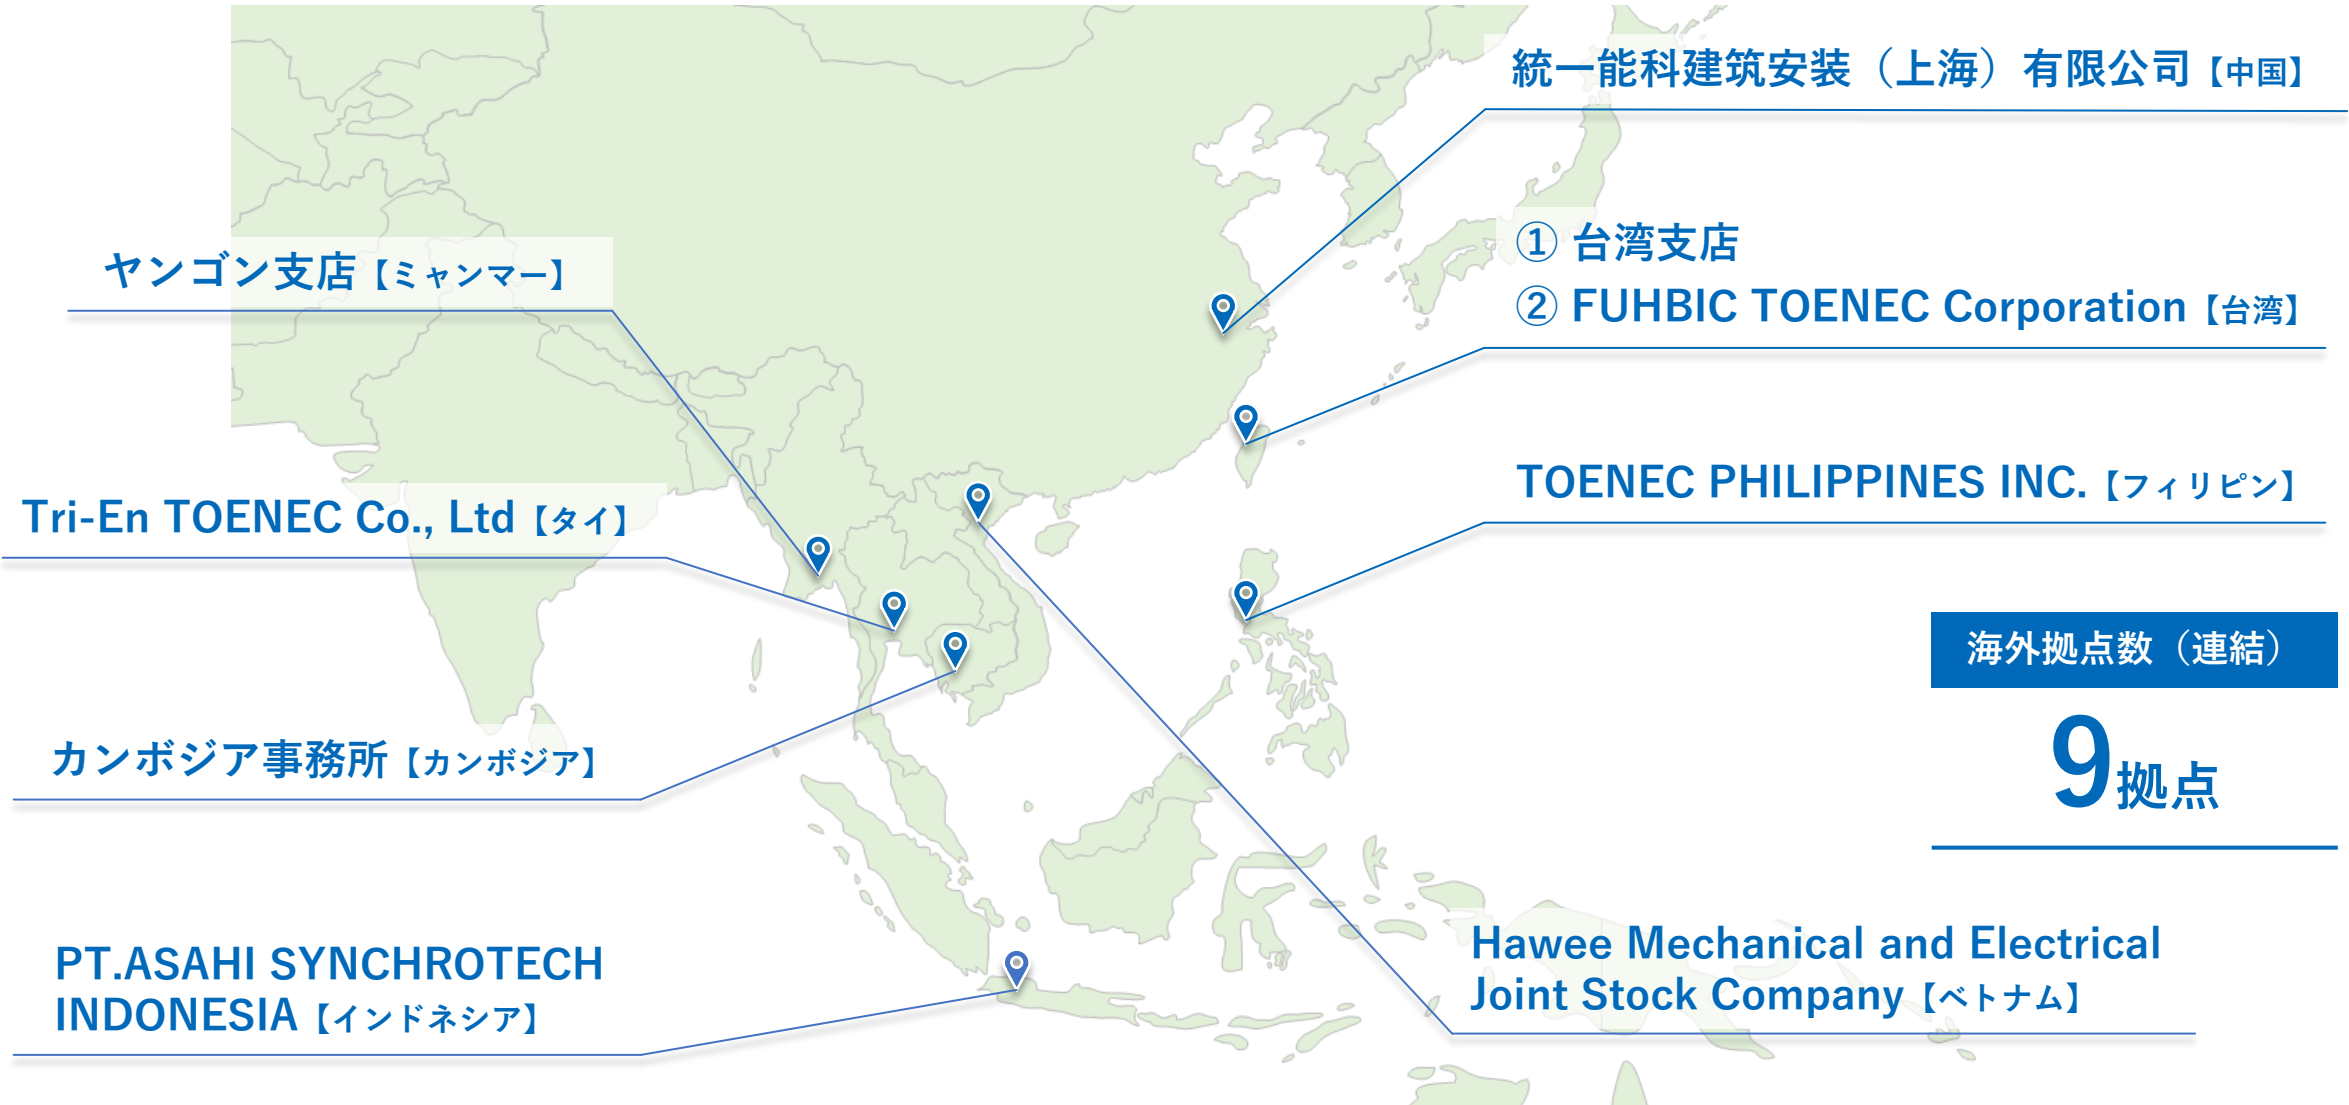 統一能科建筑安装（上海）有限公司【中国】
① 台湾支店
② FUHBIC TOENEC Corporation【台湾】
ヤンゴン支店【ミャンマー】
TOENEC PHILIPPINES INC.【フィリピン】
Tri-En TOENEC Co., Ltd【タイ】
海外拠点数（連結）
9拠点
カンボジア事務所【カンボジア】
PT.ASAHI SYNCHROTECH
INDONESIA【インドネシア】
Hawee Mechanical and Electrical
Joint Stock Company【ベトナム】